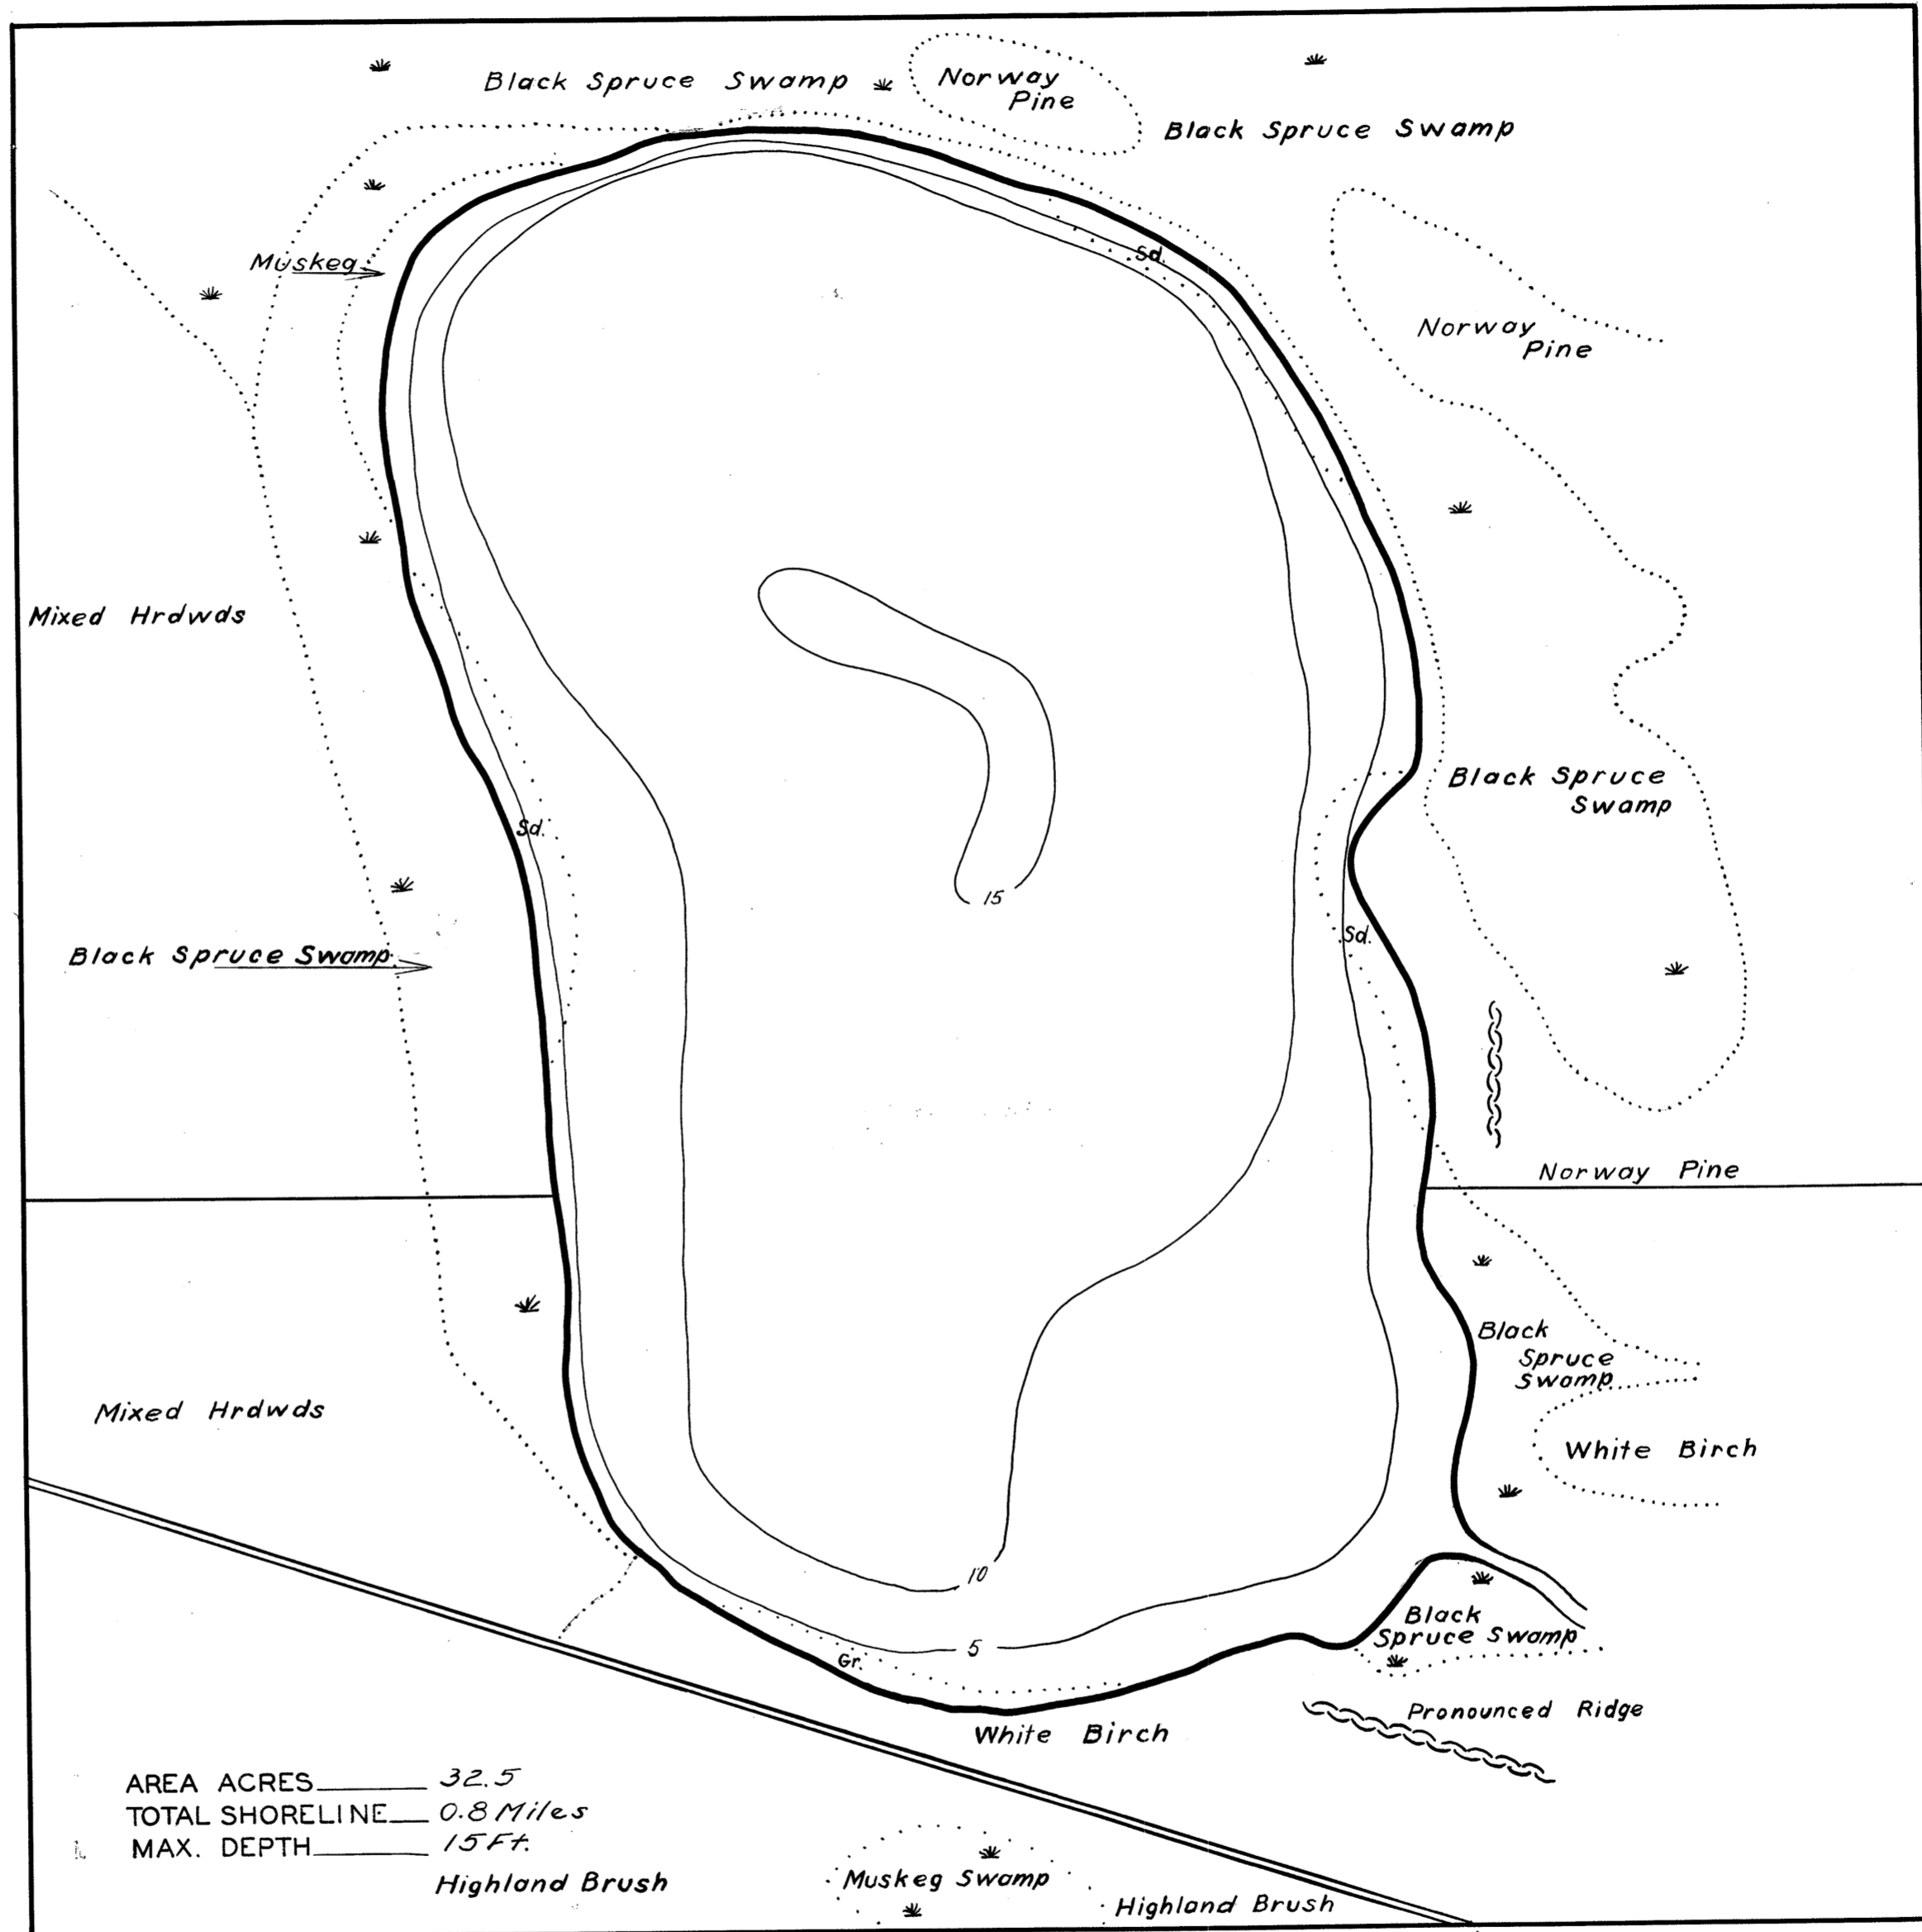 Black Spruce Swamp
Norway
Pine
Black Spruce Swamp
Sd.
Muskeg
Norway
Pine
Mixed Hrdwds
Black Spruce
Swamp
Sd.
15
Sd.
Black Spruce Swamp
Norway Pine
Black
Spruce
Swamp
Mixed Hrdwds
White Birch
10
Black
Spruce Swamp
5
Gr.
Pronounced Ridge
White Birch
AREA ACRES 32.5
TOTAL SHORELINE 0.8 Miles
MAX. DEPTH 15 Ft.
Highland Brush
Muskeg Swamp
Highland Brush